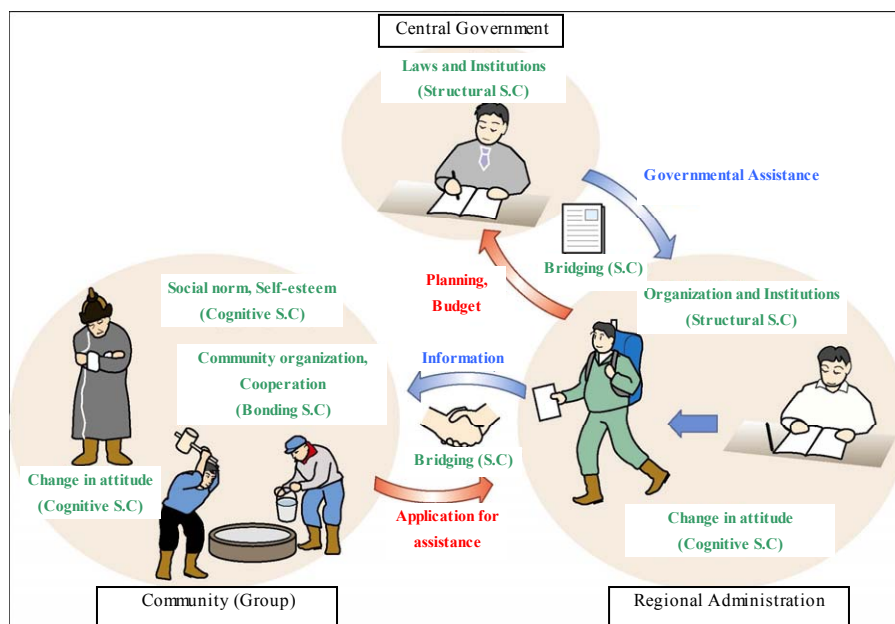 Central Government
Laws and Institutions
(Structural S.C)
Governmental Assistance
Bridging (S.C)
Planning,
Budget
Social norm, Self-esteem
(Cognitive S.C)
Organization and Institutions
(Structural S.C)
Community organization,
Cooperation
(Bonding S.C)
Information
Bridging (S.C)
Change in attitude
(Cognitive S.C)
Application for
assistance
Change in attitude
(Cognitive S.C)
Community (Group)
Regional Administration